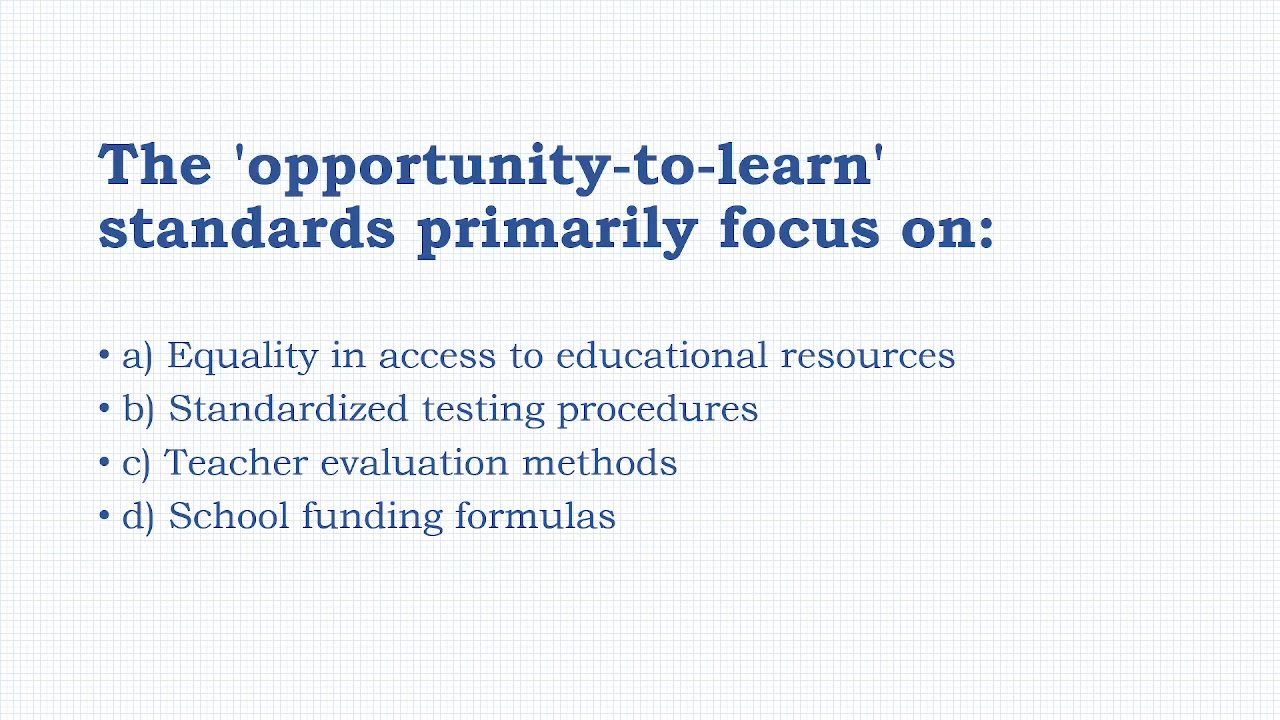 The 'opportunity-to-learn'
standards primarily focus on:
• a) Equality in access to educational resources
• b) Standardized testing procedures
• c) Teacher evaluation methods
• d) School funding formulas